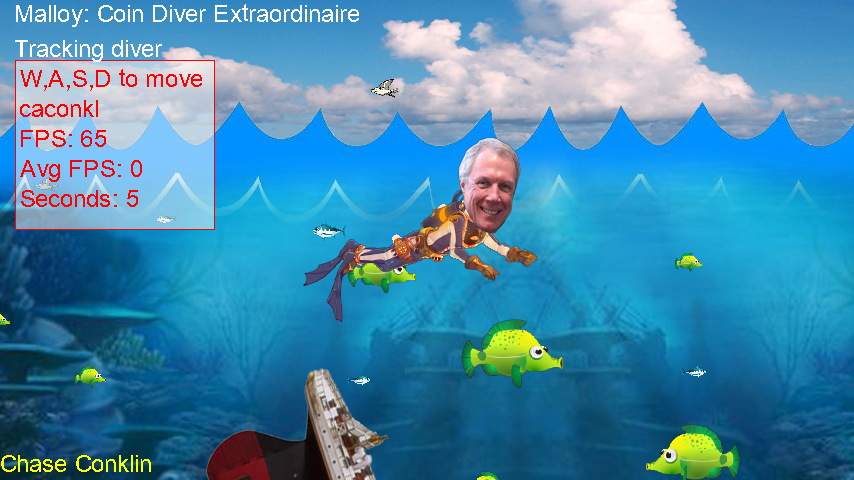 Malloy: Coin Diver Extraordinaire
Tracking diver
W,A,S,D to move
caconkl
FPS: 65
Avg FPS: 0
Seconds: 5
Chase Conklin